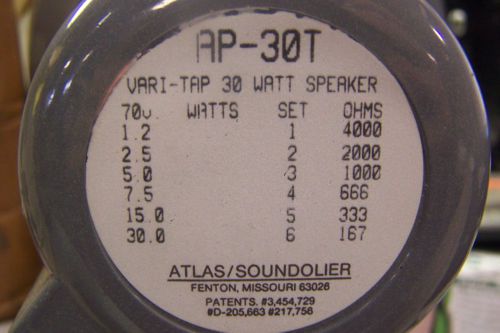 AP-30T
VARI-TAP 30 WATT SPEAKER
70v. WATTS SET OHMS
1.2 1 4000
2.5 2 2000
5.0 3 1000
7.5 4 666
15.0 5 333
30.0 6 167
ATLAS/SOUNDOLIER
FENTON, MISSOURI 63026
PATENTS. #3,454,729
#D-205,663 #217,756